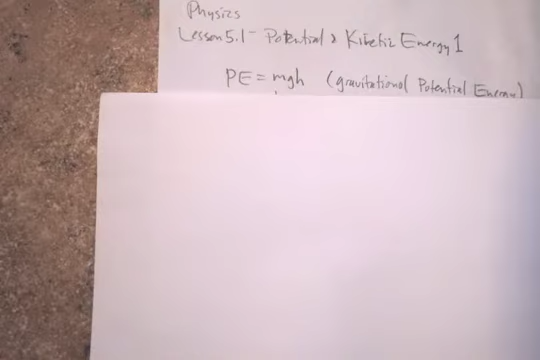 Physics
Lesson 5.1 - Potential & Kinetic Energy 1
PE = mgh (gravitational Potential Energy)